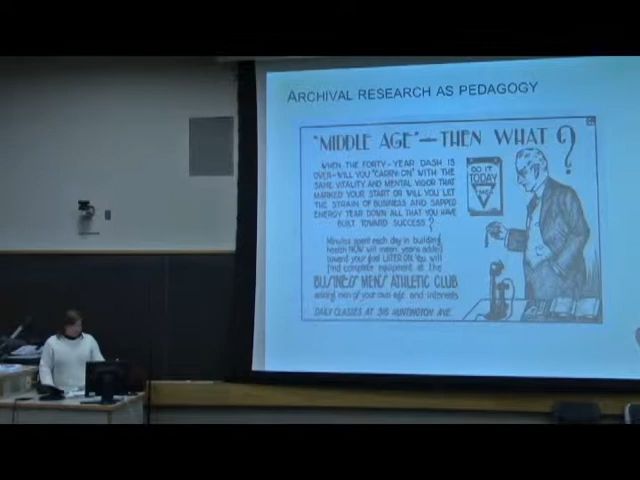 ARCHIVAL RESEARCH AS PEDAGOGY
"MIDDLE AGE"—THEN WHAT?
WHEN THE FORTY-YEAR DASH IS
OVER-WILL YOU "CARRY-ON" WITH THE
SAME VITALITY AND MENTAL VIGOR THAT
MARKED YOUR START OR WILL YOU LET
THE STRAIN OF BUSINESS AND SAPPED
ENERGY TEAR DOWN ALL THAT YOU HAVE
BUILT TOWARD SUCCESS?
DO IT
TODAY
Minutes spent each day in building
health NOW will mean years added
toward your goal LATER ON. You will
find complete equipment at the
BUSINESS MEN'S ATHLETIC CLUB
among men of your own age and interests
DAILY CLASSES AT 316 HUNTINGTON AVE